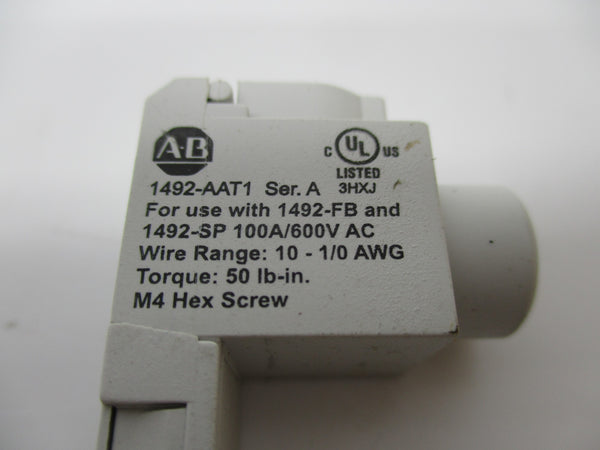 A-B
C UL US
LISTED
3HXJ
1492-AAT1 Ser. A
For use with 1492-FB and
1492-SP 100A/600V AC
Wire Range: 10 - 1/0 AWG
Torque: 50 lb-in.
M4 Hex Screw